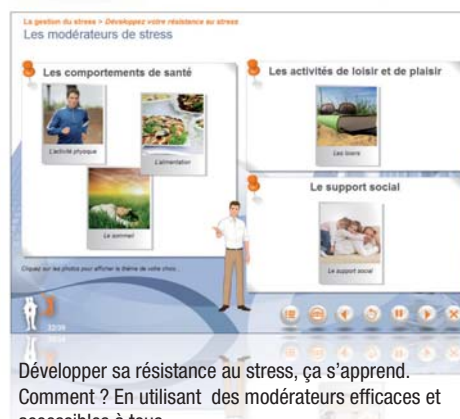 La gestion du stress > Développez votre résistance au stress
Les modérateurs de stress
Les comportements de santé
L'activité physique
L'alimentation
Le sommeil
Les activités de loisir et de plaisir
Les loisirs
Le support social
Le support social
Cliquez sur les photos pour afficher le thème de votre choix...
Développer sa résistance au stress, ça s'apprend.
Comment ? En utilisant des modérateurs efficaces et
accessibles à tous